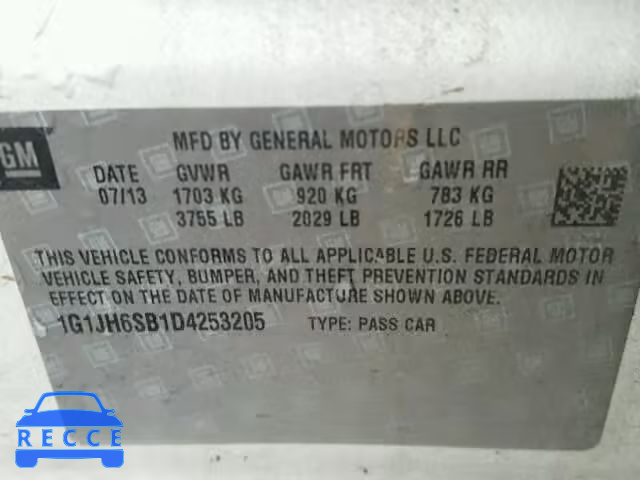 GM
MFD BY GENERAL MOTORS LLC
DATE GVWR GAWR FRT GAWR RR
07/13 1703 KG 920 KG 783 KG
3755 LB 2029 LB 1726 LB
THIS VEHICLE CONFORMS TO ALL APPLICABLE U.S. FEDERAL MOTOR
VEHICLE SAFETY, BUMPER, AND THEFT PREVENTION STANDARDS
IN EFFECT ON THE DATE OF MANUFACTURE SHOWN ABOVE.
1G1JH6SB1D4253205 TYPE: PASS CAR
RECCE